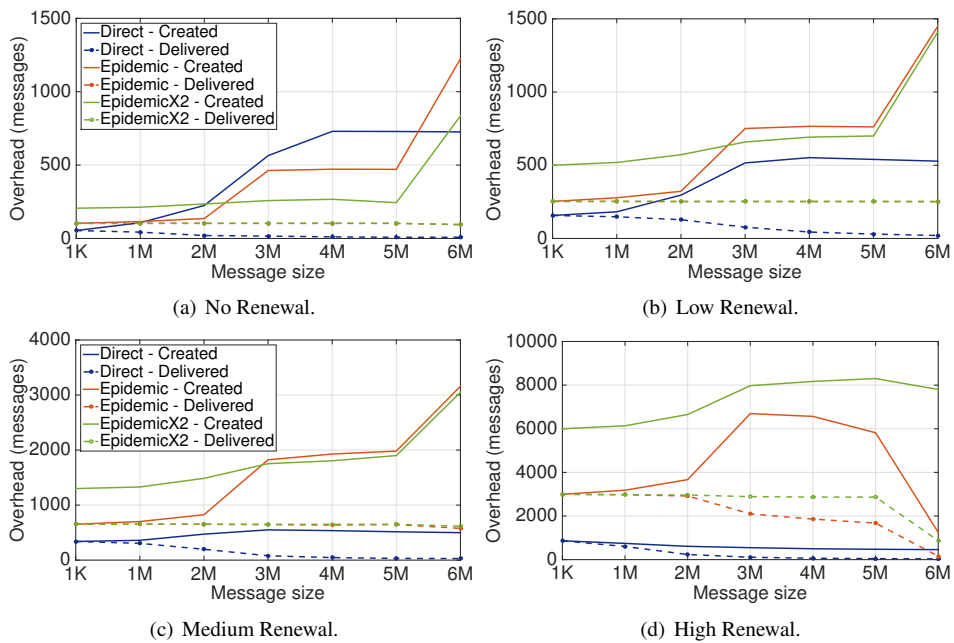 1500
1000
500
0
Overhead (messages)
Direct - Created
Direct - Delivered
Epidemic - Created
Epidemic - Delivered
EpidemicX2 - Created
EpidemicX2 - Delivered
1K 1M 2M 3M 4M 5M 6M
Message size
(a) No Renewal.
1500
1000
500
0
Overhead (messages)
1K 1M 2M 3M 4M 5M 6M
Message size
(b) Low Renewal.
4000
3000
2000
1000
0
Overhead (messages)
Direct - Created
Direct - Delivered
Epidemic - Created
Epidemic - Delivered
EpidemicX2 - Created
EpidemicX2 - Delivered
1K 1M 2M 3M 4M 5M 6M
Message size
(c) Medium Renewal.
8000
6000
4000
2000
0
Overhead (messages)
1K 1M 2M 3M 4M 5M 6M
Message size
(d) High Renewal.